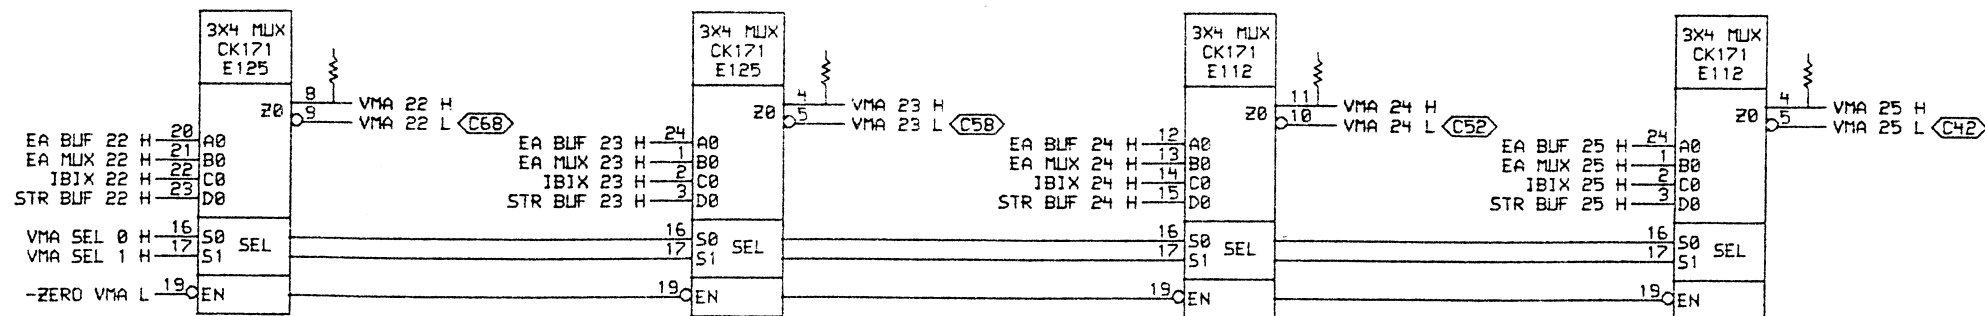 3X4 MUX
CK171
E125
Z0
8
9
VMA 22 H
VMA 22 L C68
EA BUF 22 H 20 A0
EA MUX 22 H 21 B0
IBIX 22 H 22 C0
STR BUF 22 H 23 D0
VMA SEL 0 H 16 S0
VMA SEL 1 H 17 S1
SEL
-ZERO VMA L 19 EN
3X4 MUX
CK171
E125
Z0
4
5
VMA 23 H
VMA 23 L C58
EA BUF 23 H 24 A0
EA MUX 23 H 1 B0
IBIX 23 H 2 C0
STR BUF 23 H 3 D0
16 S0
17 S1
SEL
19 EN
3X4 MUX
CK171
E112
Z0
11
10
VMA 24 H
VMA 24 L C52
EA BUF 24 H 12 A0
EA MUX 24 H 13 B0
IBIX 24 H 14 C0
STR BUF 24 H 15 D0
16 S0
17 S1
SEL
19 EN
3X4 MUX
CK171
E112
Z0
4
5
VMA 25 H
VMA 25 L C42
EA BUF 25 H 24 A0
EA MUX 25 H 1 B0
IBIX 25 H 2 C0
STR BUF 25 H 3 D0
16 S0
17 S1
SEL
19 EN